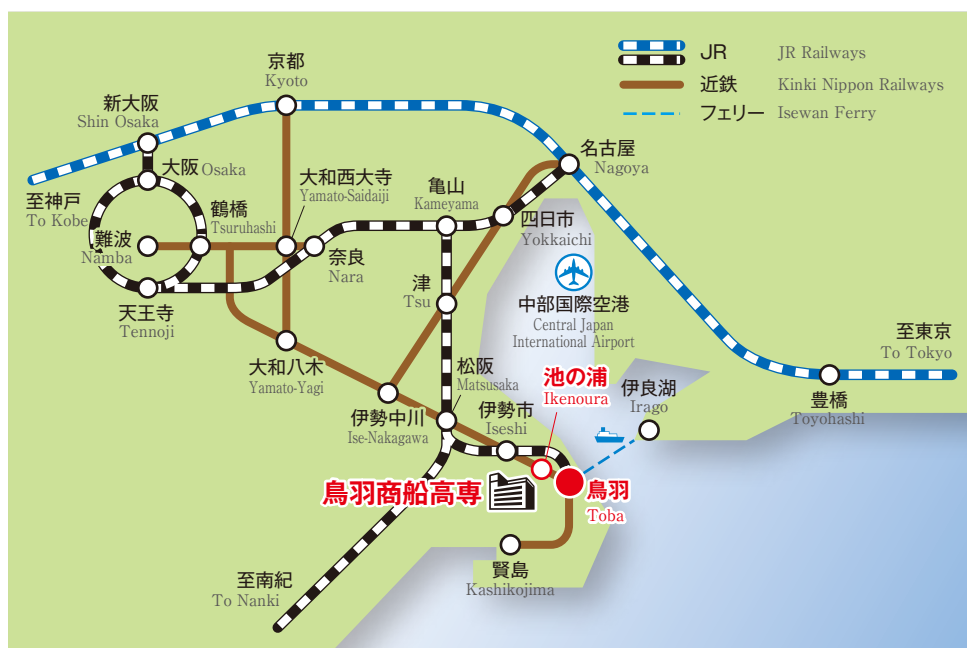 JR
JR Railways
近鉄
Kinki Nippon Railways
フェリー
Isewan Ferry
京都
Kyoto
新大阪
Shin Osaka
大阪 Osaka
至神戸
To Kobe
鶴橋
Tsuruhashi
大和西大寺
Yamato-Saidaiji
亀山
Kameyama
名古屋
Nagoya
四日市
Yokkaichi
難波
Namba
奈良
Nara
天王寺
Tennoji
津
Tsu
中部国際空港
Central Japan
International Airport
至東京
To Tokyo
大和八木
Yamato-Yagi
松阪
Matsusaka
池の浦
Ikenoura
伊良湖
Irago
豊橋
Toyohashi
伊勢中川
Ise-Nakagawa
伊勢市
Iseshi
鳥羽商船高専
鳥羽
Toba
賢島
Kashikojima
至南紀
To Nanki